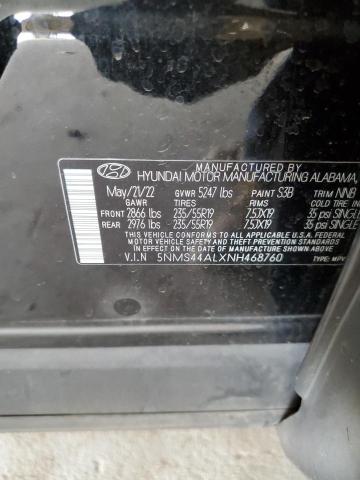 MANUFACTURED BY
HYUNDAI MOTOR MANUFACTURING ALABAMA,
May/21/22 GVWR 5247 lbs PAINT S3B TRIM NNB
GAWR TIRES RIMS
FRONT 2866 lbs 235/55R19 7.5JX19 35 psi SINGLE
REAR 2976 lbs 235/55R19 7.5JX19 35 psi SINGLE
THIS VEHICLE CONFORMS TO ALL APPLICABLE U.S. FEDERAL
MOTOR VEHICLE SAFETY, BUMPER, AND THEFT PREVENTION STANDARDS
IN EFFECT ON THE DATE OF MANUFACTURE SHOWN ABOVE.
V.I.N 5NMS44ALXNH468760 TYPE: MPV